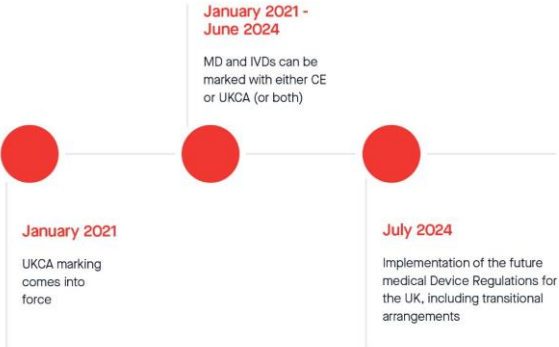 January 2021 -
June 2024
MD and IVDs can be
marked with either CE
or UKCA (or both)
January 2021
UKCA marking
comes into
force
July 2024
Implementation of the future
medical Device Regulations for
the UK, including transitional
arrangements